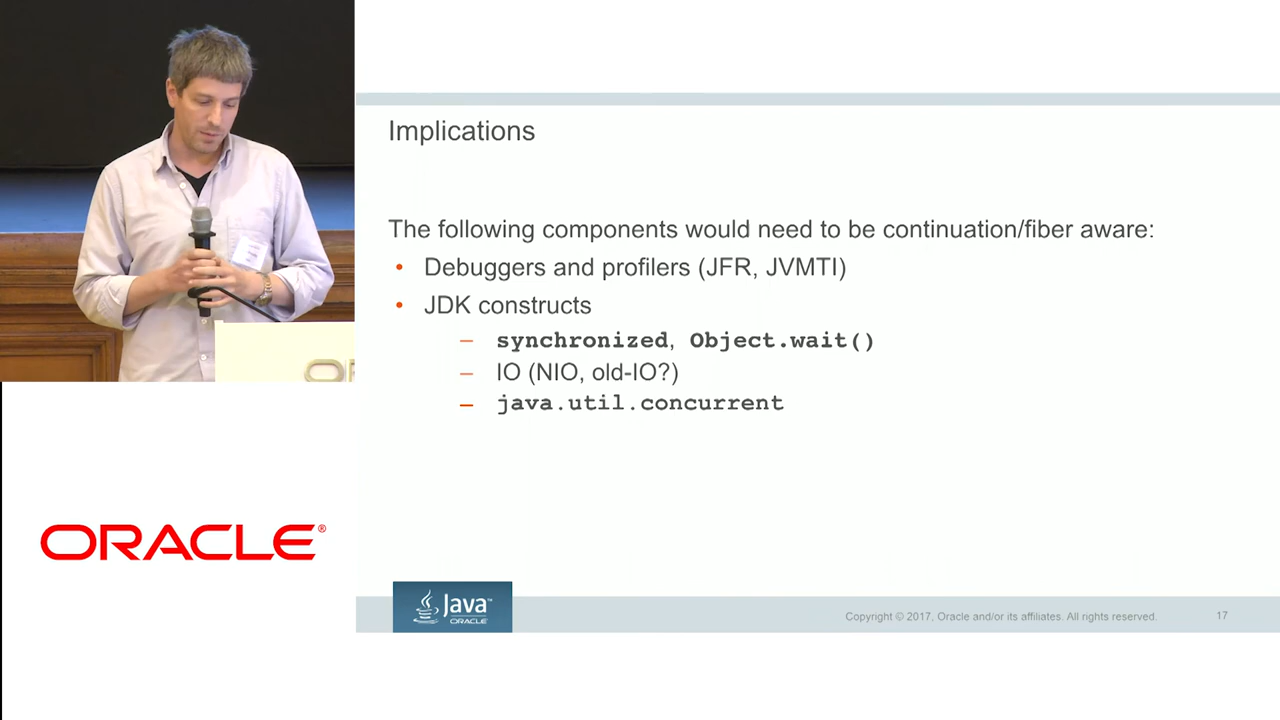 Implications
The following components would need to be continuation/fiber aware:
• Debuggers and profilers (JFR, JVMTI)
• JDK constructs
– synchronized, Object.wait()
– IO (NIO, old-IO?)
– java.util.concurrent
ORACLE®
Java™
ORACLE
Copyright © 2017, Oracle and/or its affiliates. All rights reserved.
17